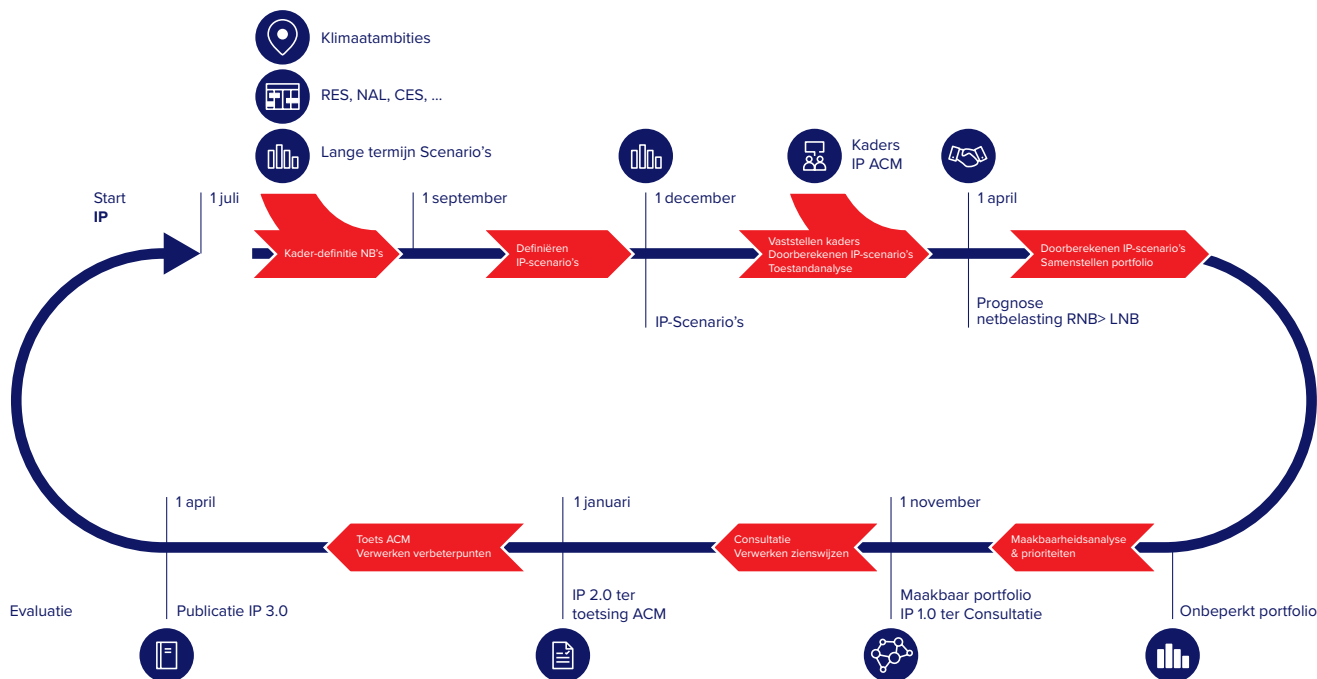 Klimaatambities
RES, NAL, CES, ...
Lange termijn Scenario's
Kaders
IP ACM
Start
IP
1 juli
1 september
1 december
1 april
Kader-definitie NB's
Definiëren
IP-scenario's
Vaststellen kaders
Doorberekenen IP-scenario's
Toestandanalyse
Doorberekenen IP-scenario's
Samenstellen portfolio
IP-Scenario's
Prognose
netbelasting RNB> LNB
1 april
1 januari
1 november
Toets ACM
Verwerken verbeterpunten
Consultatie
Verwerken zienswijzen
Maakbaarheidsanalyse
& prioriteiten
Evaluatie
Publicatie IP 3.0
IP 2.0 ter
toetsing ACM
Maakbaar portfolio
IP 1.0 ter Consultatie
Onbeperkt portfolio